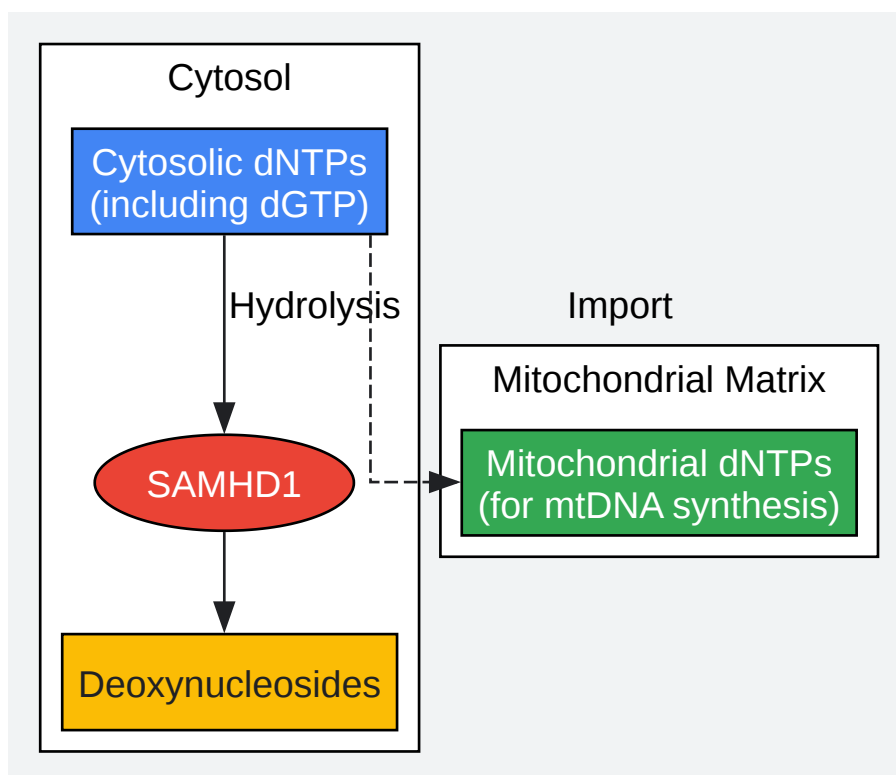 Cytosol
Cytosolic dNTPs
(including dGTP)
Hydrolysis
Import
Mitochondrial Matrix
SAMHD1
Mitochondrial dNTPs
(for mtDNA synthesis)
Deoxynucleosides